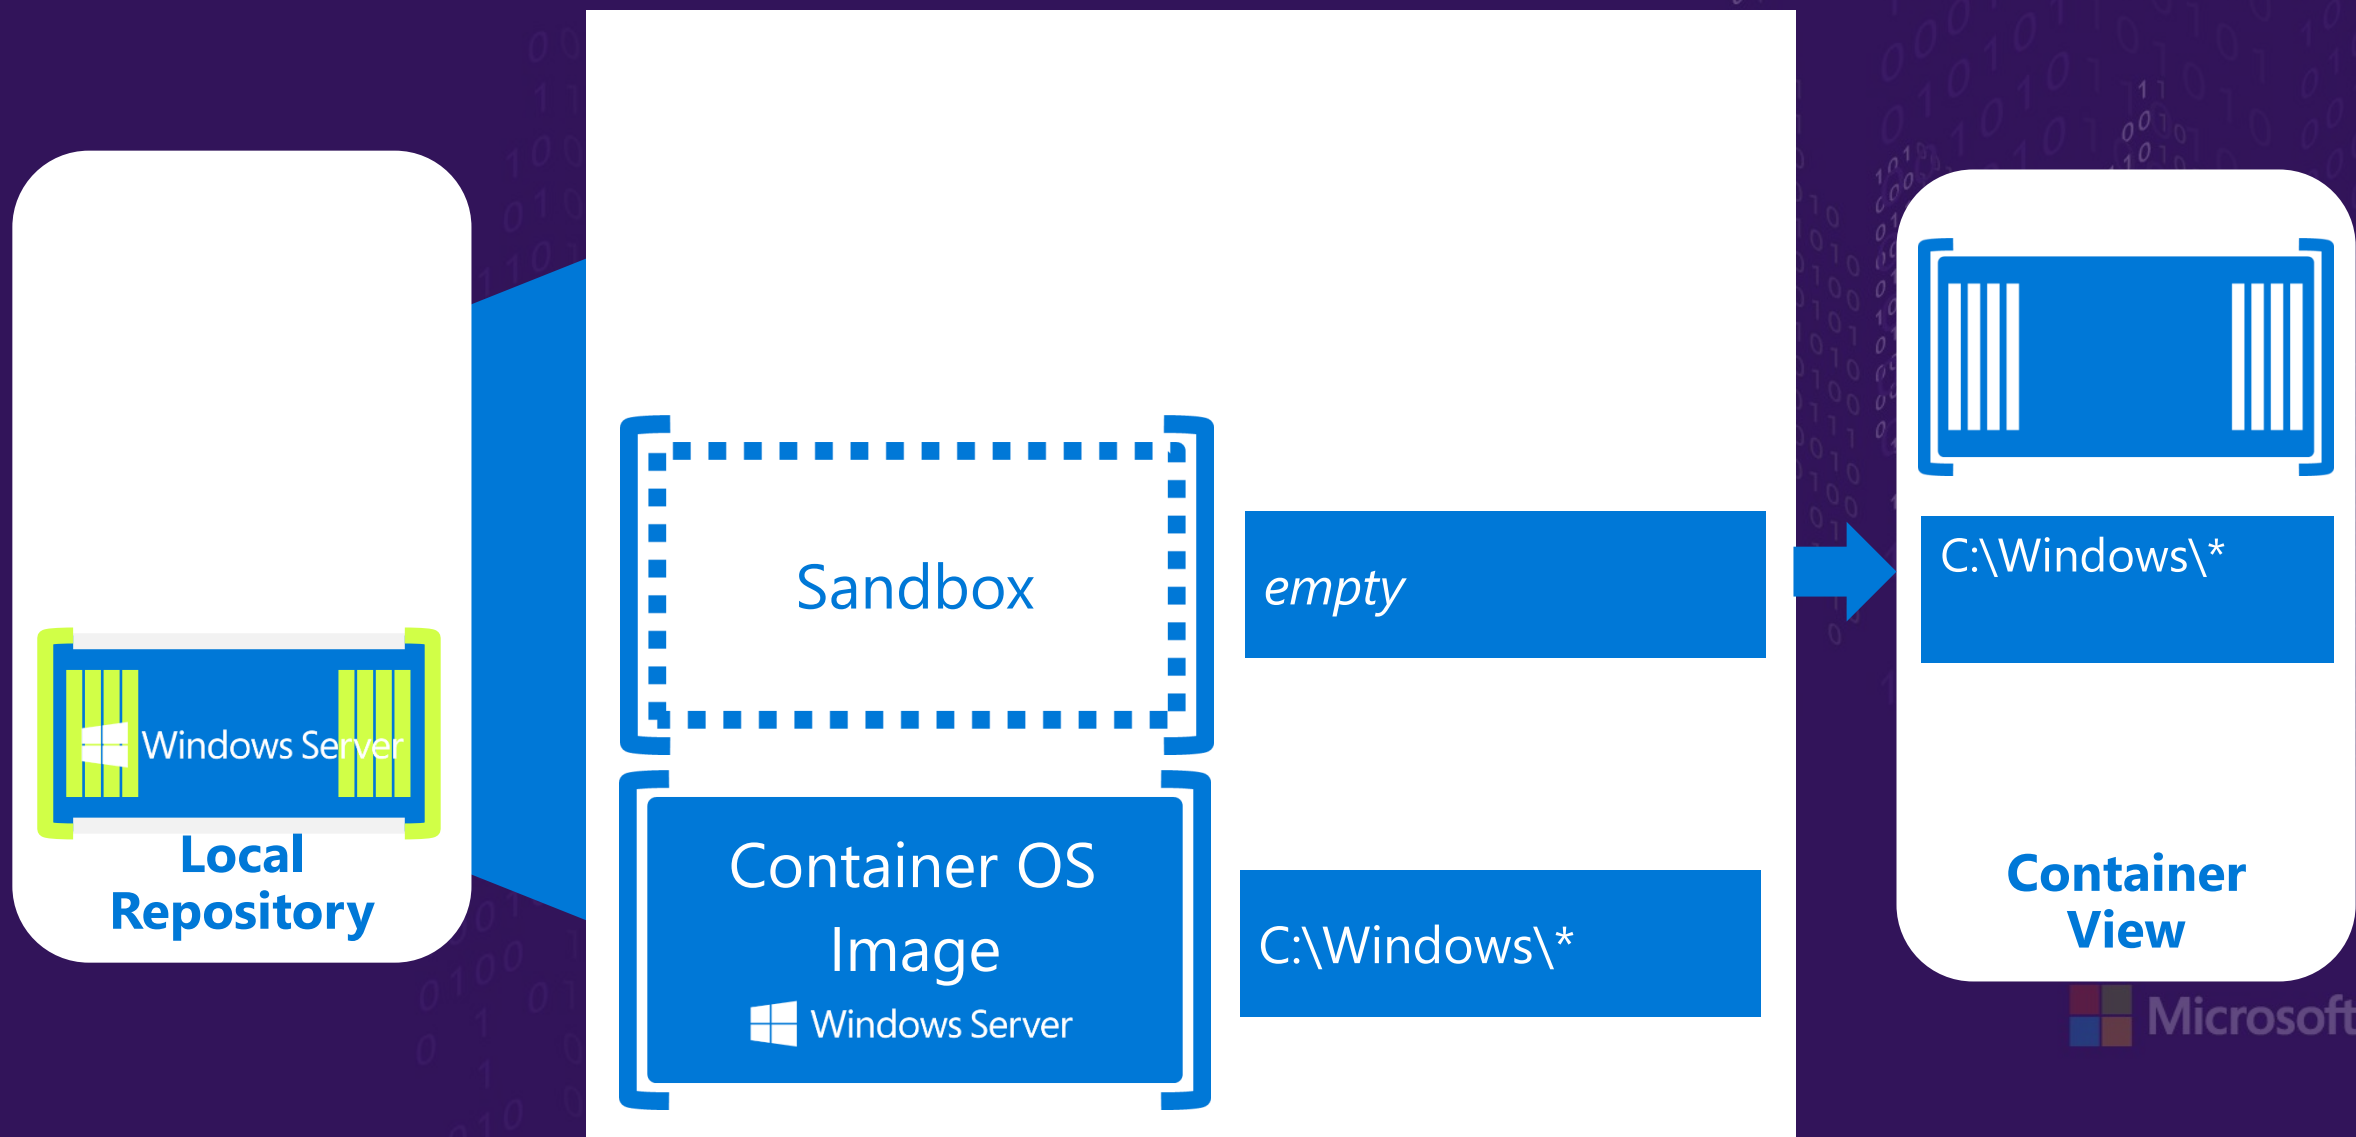 Windows Server
Local
Repository
Sandbox
empty
Container OS
Image
Windows Server
C:\Windows\*
C:\Windows\*
Container
View
Microsoft